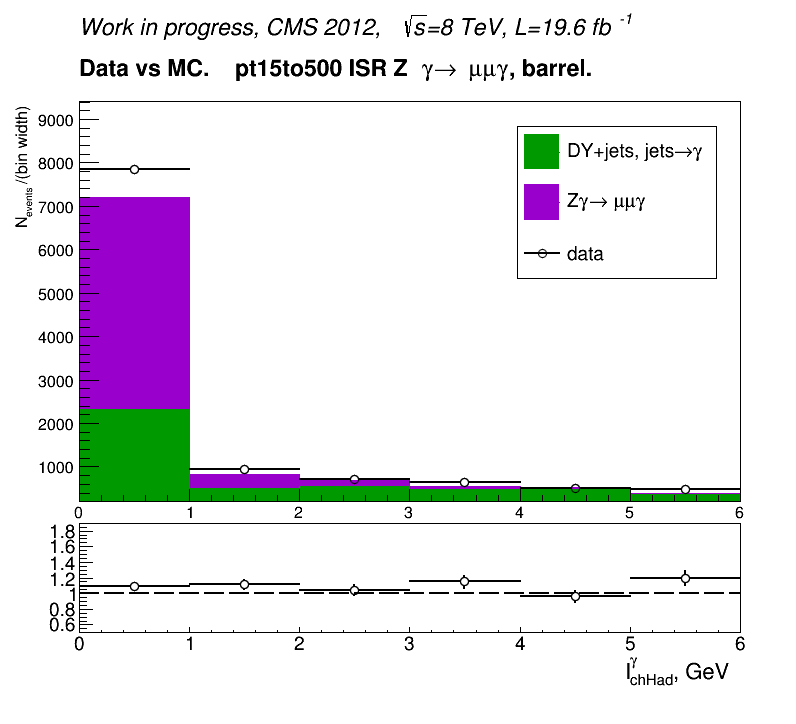 Work in progress, CMS 2012, √s=8 TeV, L=19.6 fb⁻¹
Data vs MC. pt15to500 ISR Z γ→ μμγ, barrel.
N_events/(bin width)
9000
8000
7000
6000
5000
4000
3000
2000
1000
DY+jets, jets→γ
Zγ→ μμγ
data
0 1 2 3 4 5 6
1.8
1.6
1.4
1.2
1
0.8
0.6
0 1 2 3 4 5 6
I^γ_chHad, GeV